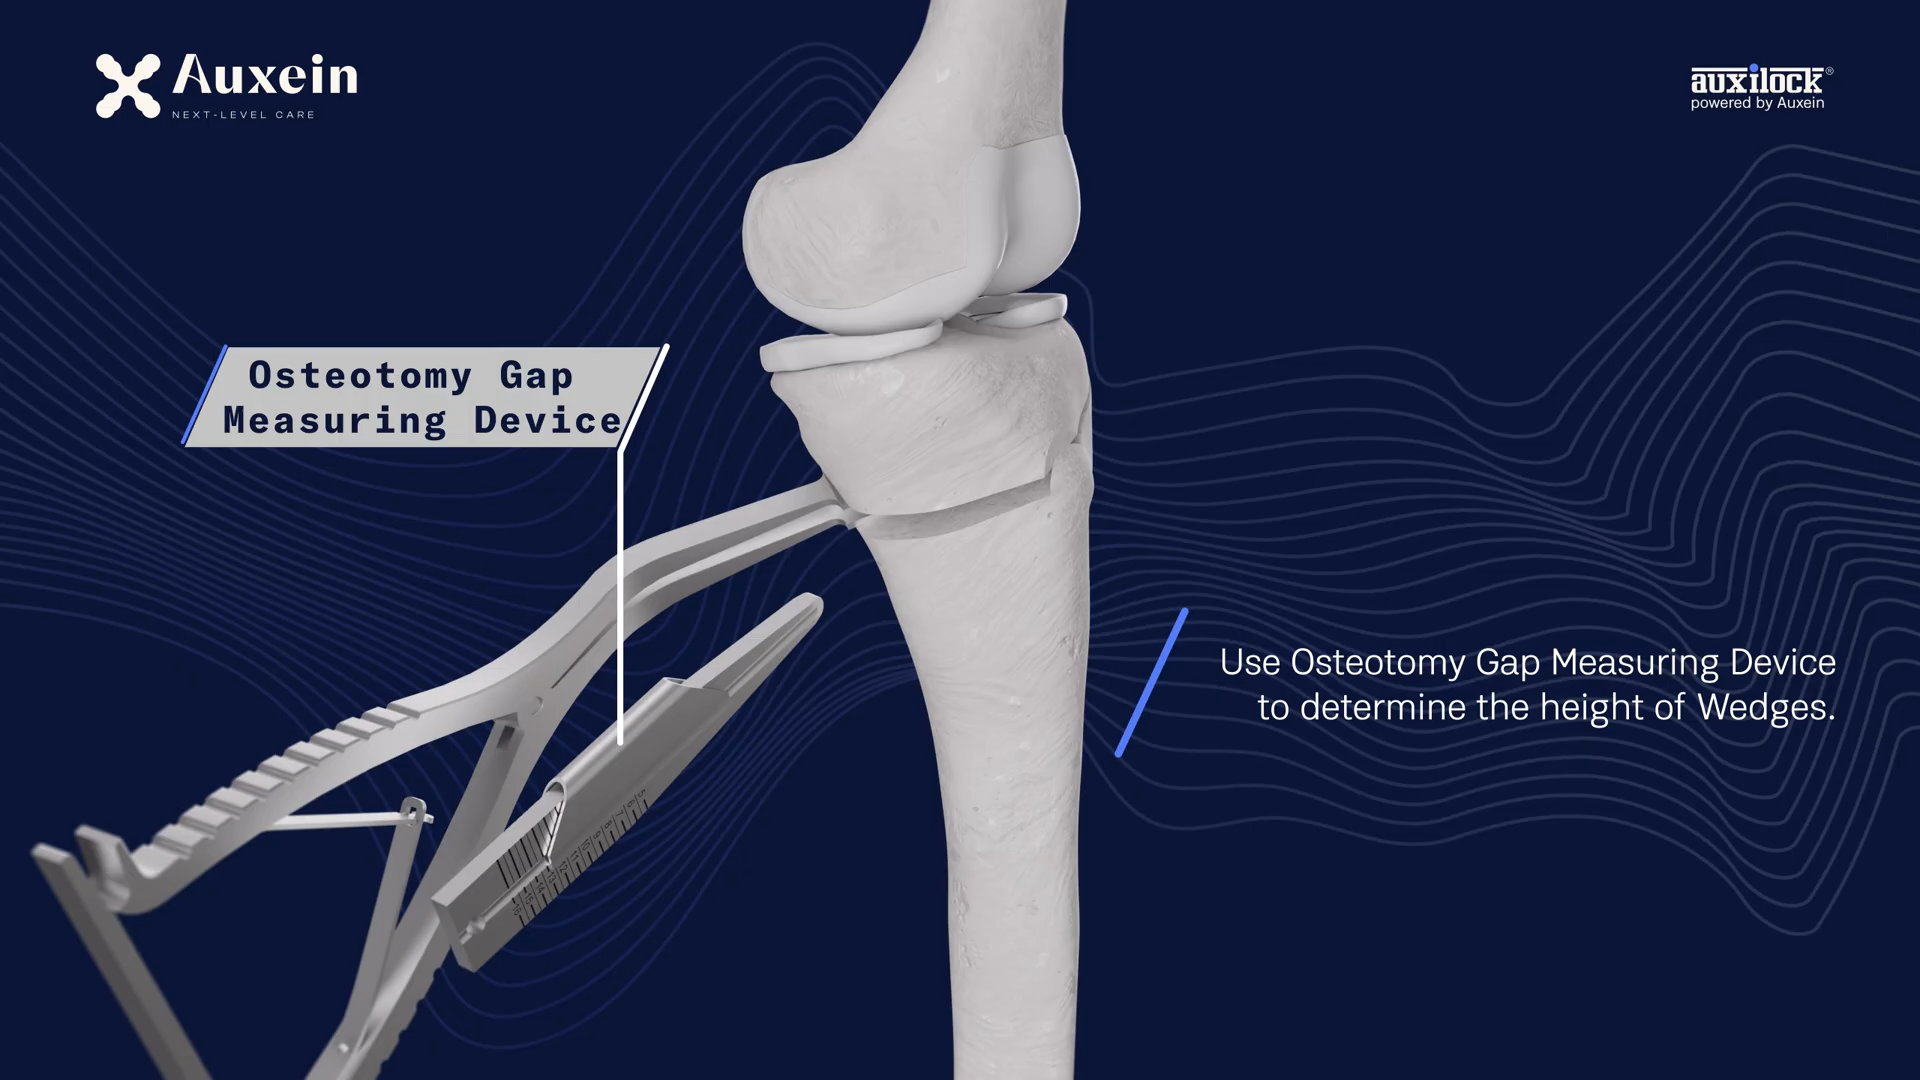 Auxein
NEXT-LEVEL CARE
auxilock®
powered by Auxein
Osteotomy Gap
Measuring Device
Use Osteotomy Gap Measuring Device
to determine the height of Wedges.